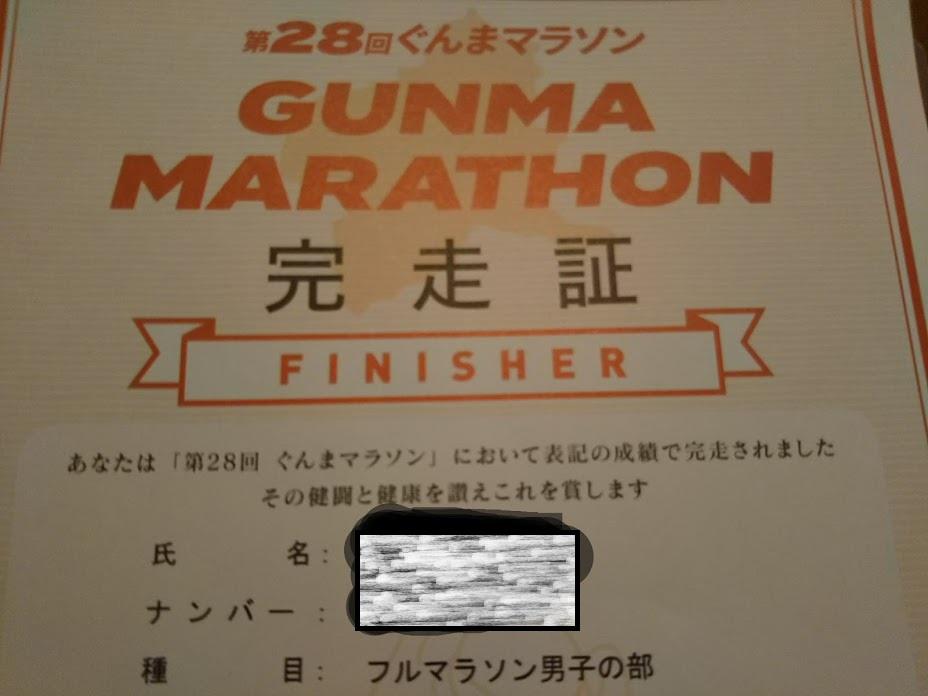 第28回ぐんまマラソン
GUNMA
MARATHON
完走証
FINISHER
あなたは「第28回 ぐんまマラソン」において表記の成績で完走されました
その健闘と健康を讃えこれを賞します
氏名:
ナンバー:
種目: フルマラソン男子の部